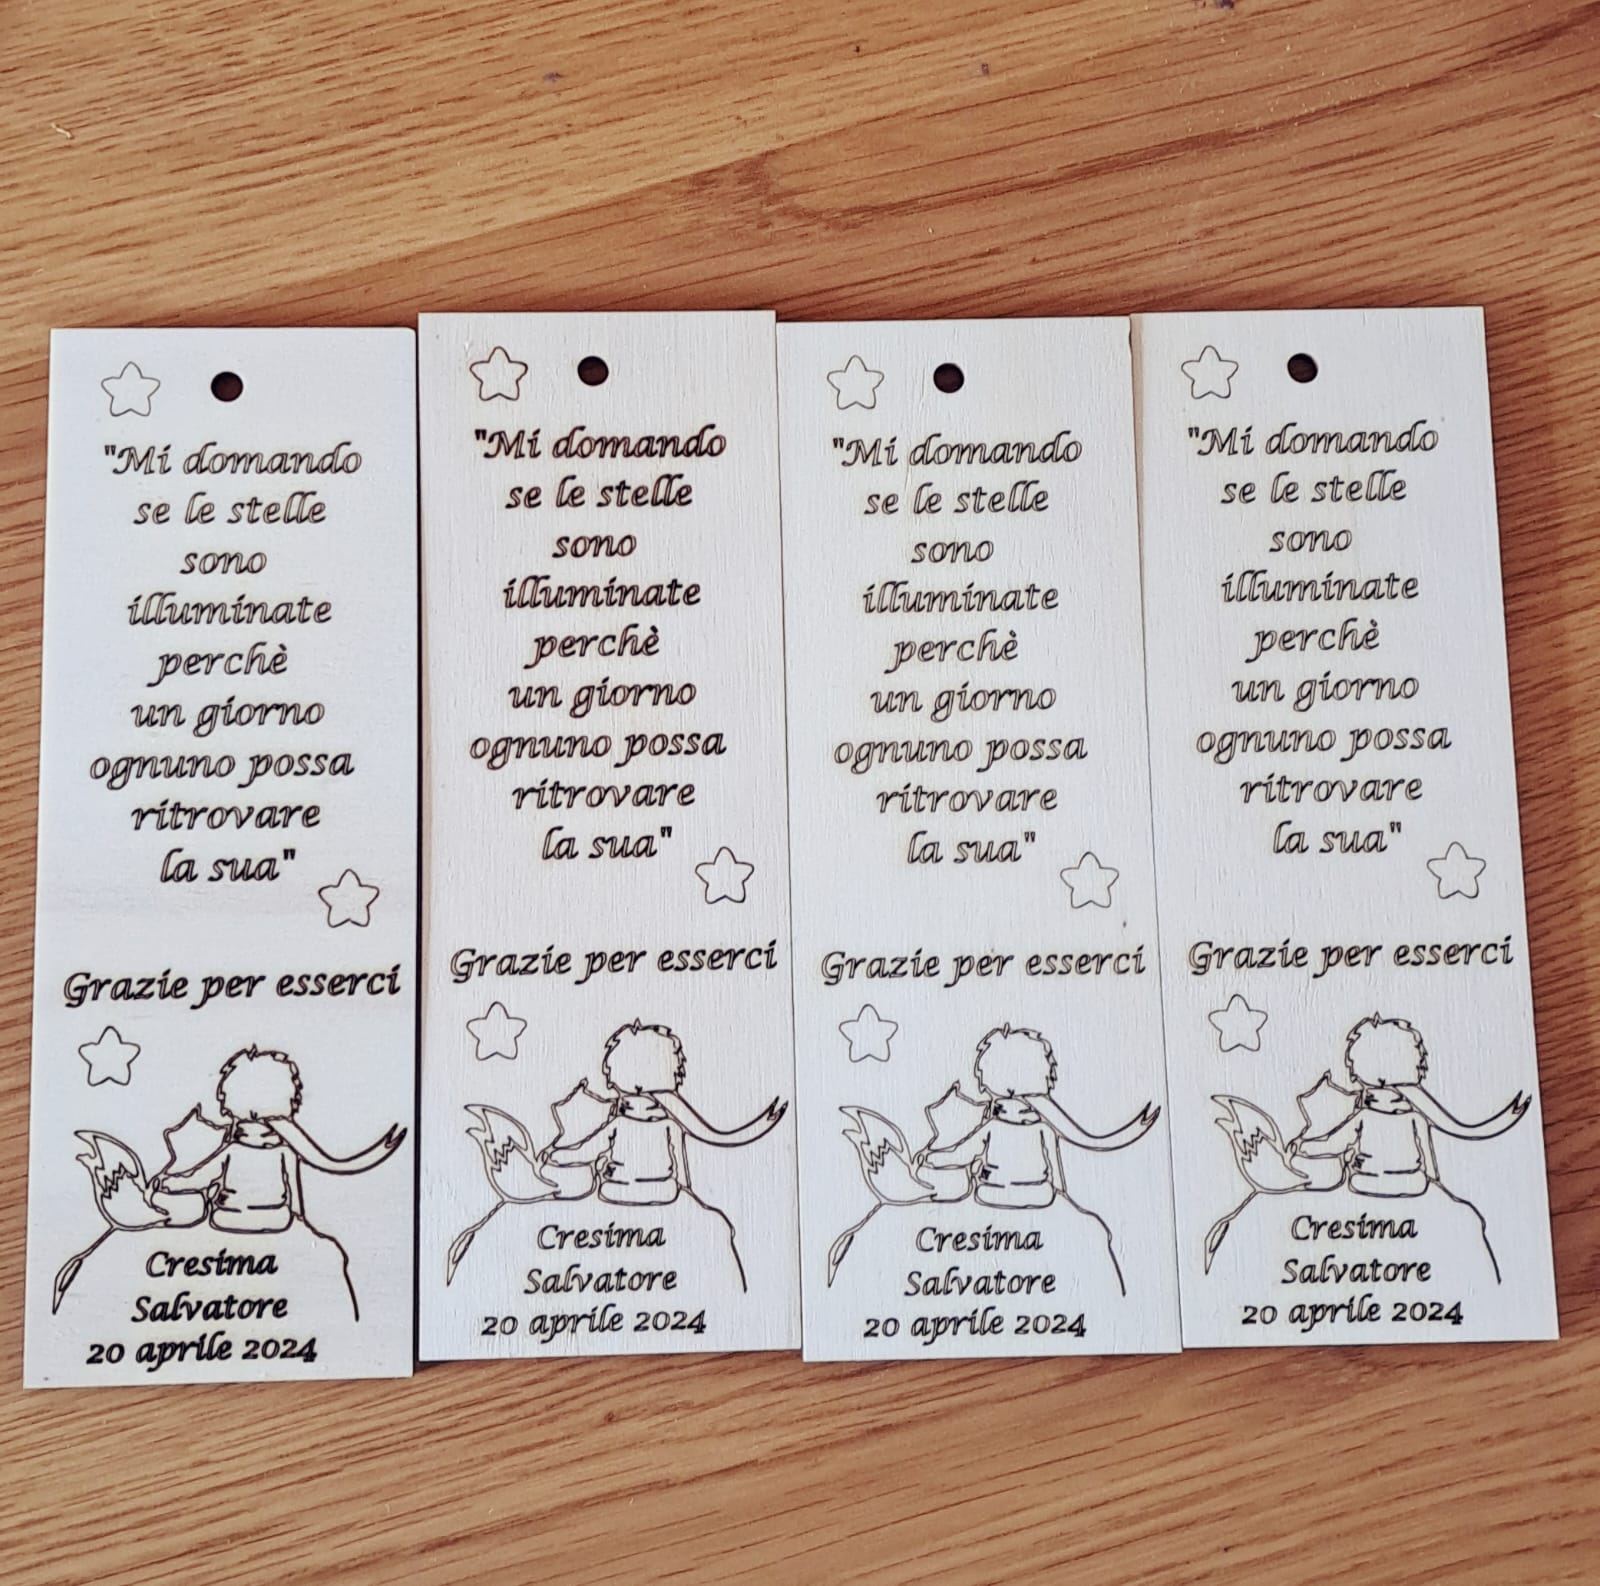 "Mi domando
se le stelle
sono
illuminate
perchè
un giorno
ognuno possa
ritrovare
la sua"
Grazie per esserci
Cresima
Salvatore
20 aprile 2024
"Mi domando
se le stelle
sono
illuminate
perchè
un giorno
ognuno possa
ritrovare
la sua"
Grazie per esserci
Cresima
Salvatore
20 aprile 2024
"Mi domando
se le stelle
sono
illuminate
perchè
un giorno
ognuno possa
ritrovare
la sua"
Grazie per esserci
Cresima
Salvatore
20 aprile 2024
"Mi domando
se le stelle
sono
illuminate
perchè
un giorno
ognuno possa
ritrovare
la sua"
Grazie per esserci
Cresima
Salvatore
20 aprile 2024